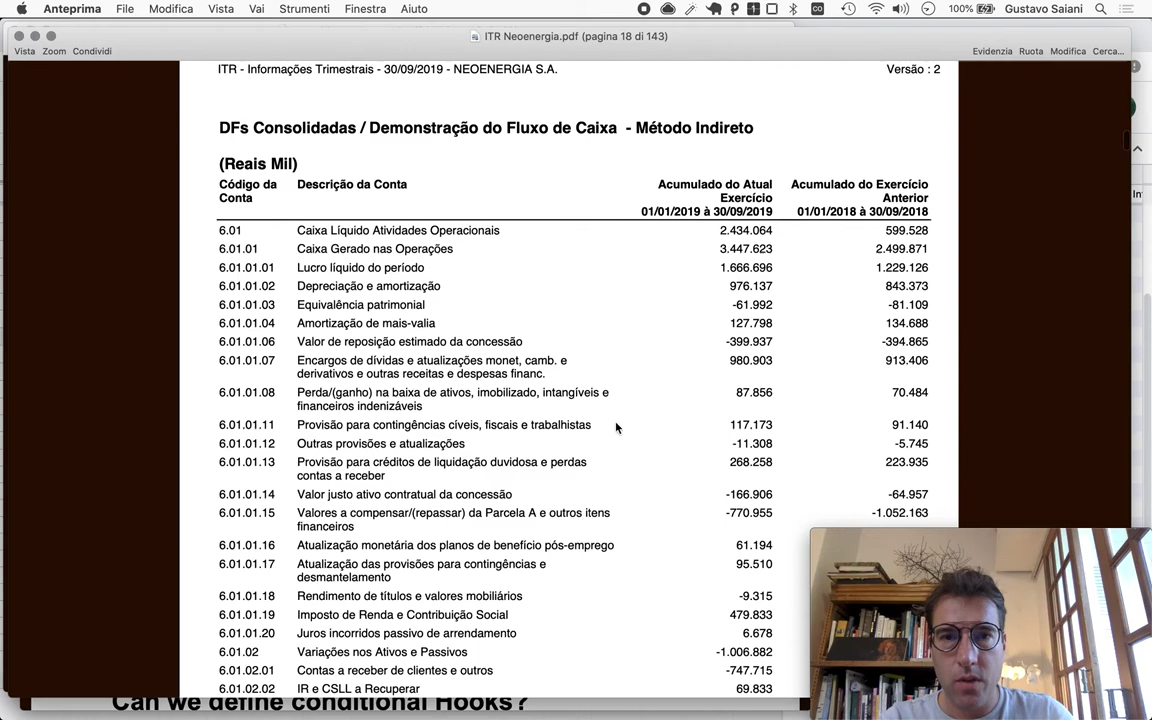 Anteprima File Modifica Vista Vai Strumenti Finestra Aiuto 100% Gustavo Saiani
ITR Neoenergia.pdf (pagina 18 di 143)
Vista Zoom Condividi Evidenzia Ruota Modifica Cerca...
ITR - Informações Trimestrais - 30/09/2019 - NEOENERGIA S.A. Versão : 2
DFs Consolidadas / Demonstração do Fluxo de Caixa - Método Indireto
(Reais Mil)
Código da Descrição da Conta Acumulado do Atual Acumulado do Exercício
Conta Exercício Anterior
01/01/2019 à 30/09/2019 01/01/2018 à 30/09/2018
In
6.01 Caixa Líquido Atividades Operacionais 2.434.064 599.528
6.01.01 Caixa Gerado nas Operações 3.447.623 2.499.871
6.01.01.01 Lucro líquido do período 1.666.696 1.229.126
6.01.01.02 Depreciação e amortização 976.137 843.373
6.01.01.03 Equivalência patrimonial -61.992 -81.109
6.01.01.04 Amortização de mais-valia 127.798 134.688
6.01.01.06 Valor de reposição estimado da concessão -399.937 -394.865
6.01.01.07 Encargos de dívidas e atualizações monet, camb. e 980.903 913.406
derivativos e outras receitas e despesas financ.
6.01.01.08 Perda/(ganho) na baixa de ativos, imobilizado, intangíveis e 87.856 70.484
financeiros indenizáveis
6.01.01.11 Provisão para contingências cíveis, fiscais e trabalhistas 117.173 91.140
6.01.01.12 Outras provisões e atualizações -11.308 -5.745
6.01.01.13 Provisão para créditos de liquidação duvidosa e perdas 268.258 223.935
contas a receber
6.01.01.14 Valor justo ativo contratual da concessão -166.906 -64.957
6.01.01.15 Valores a compensar/(repassar) da Parcela A e outros itens -770.955 -1.052.163
financeiros
6.01.01.16 Atualização monetária dos planos de benefício pós-emprego 61.194
6.01.01.17 Atualização das provisões para contingências e 95.510
desmantelamento
6.01.01.18 Rendimento de títulos e valores mobiliários -9.315
6.01.01.19 Imposto de Renda e Contribuição Social 479.833
6.01.01.20 Juros incorridos passivo de arrendamento 6.678
6.01.02 Variações nos Ativos e Passivos -1.006.882
6.01.02.01 Contas a receber de clientes e outros -747.715
6.01.02.02 IR e CSLL a Recuperar 69.833
Can we define conditional Hooks?